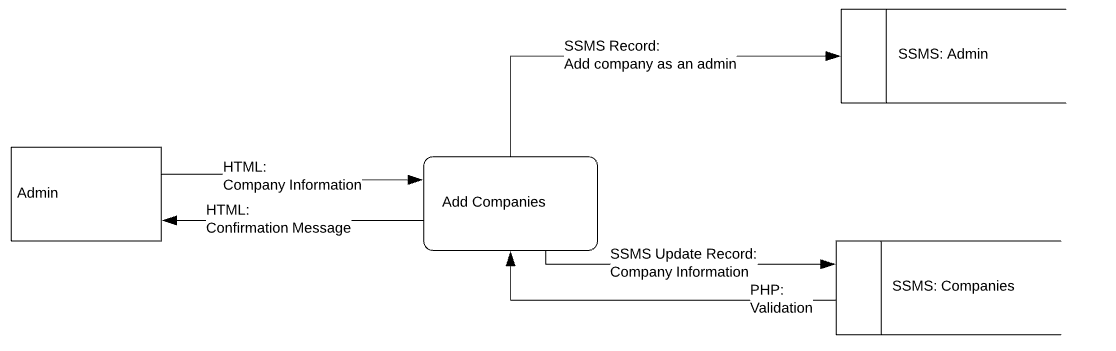 SSMS Record:
Add company as an admin
SSMS: Admin
Admin
HTML:
Company Information
HTML:
Confirmation Message
Add Companies
SSMS Update Record:
Company Information
PHP:
Validation
SSMS: Companies